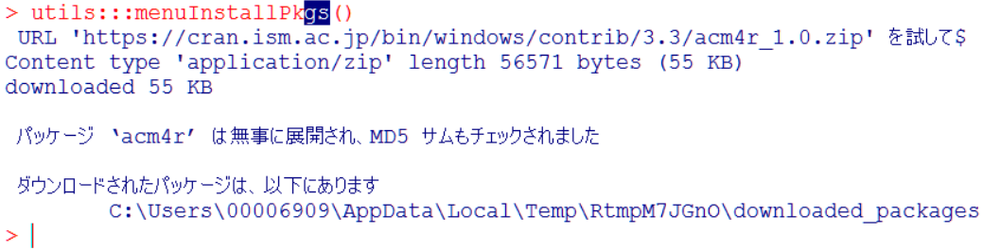 > utils:::menuInstallPkgs()
 URL 'https://cran.ism.ac.jp/bin/windows/contrib/3.3/acm4r_1.0.zip' を試して$
Content type 'application/zip' length 56571 bytes (55 KB)
downloaded 55 KB
パッケージ ‘acm4r’ は無事に展開され、MD5 サムもチェックされました
ダウンロードされたパッケージは、以下にあります
C:\Users\00006909\AppData\Local\Temp\RtmpM7JGnO\downloaded_packages
>